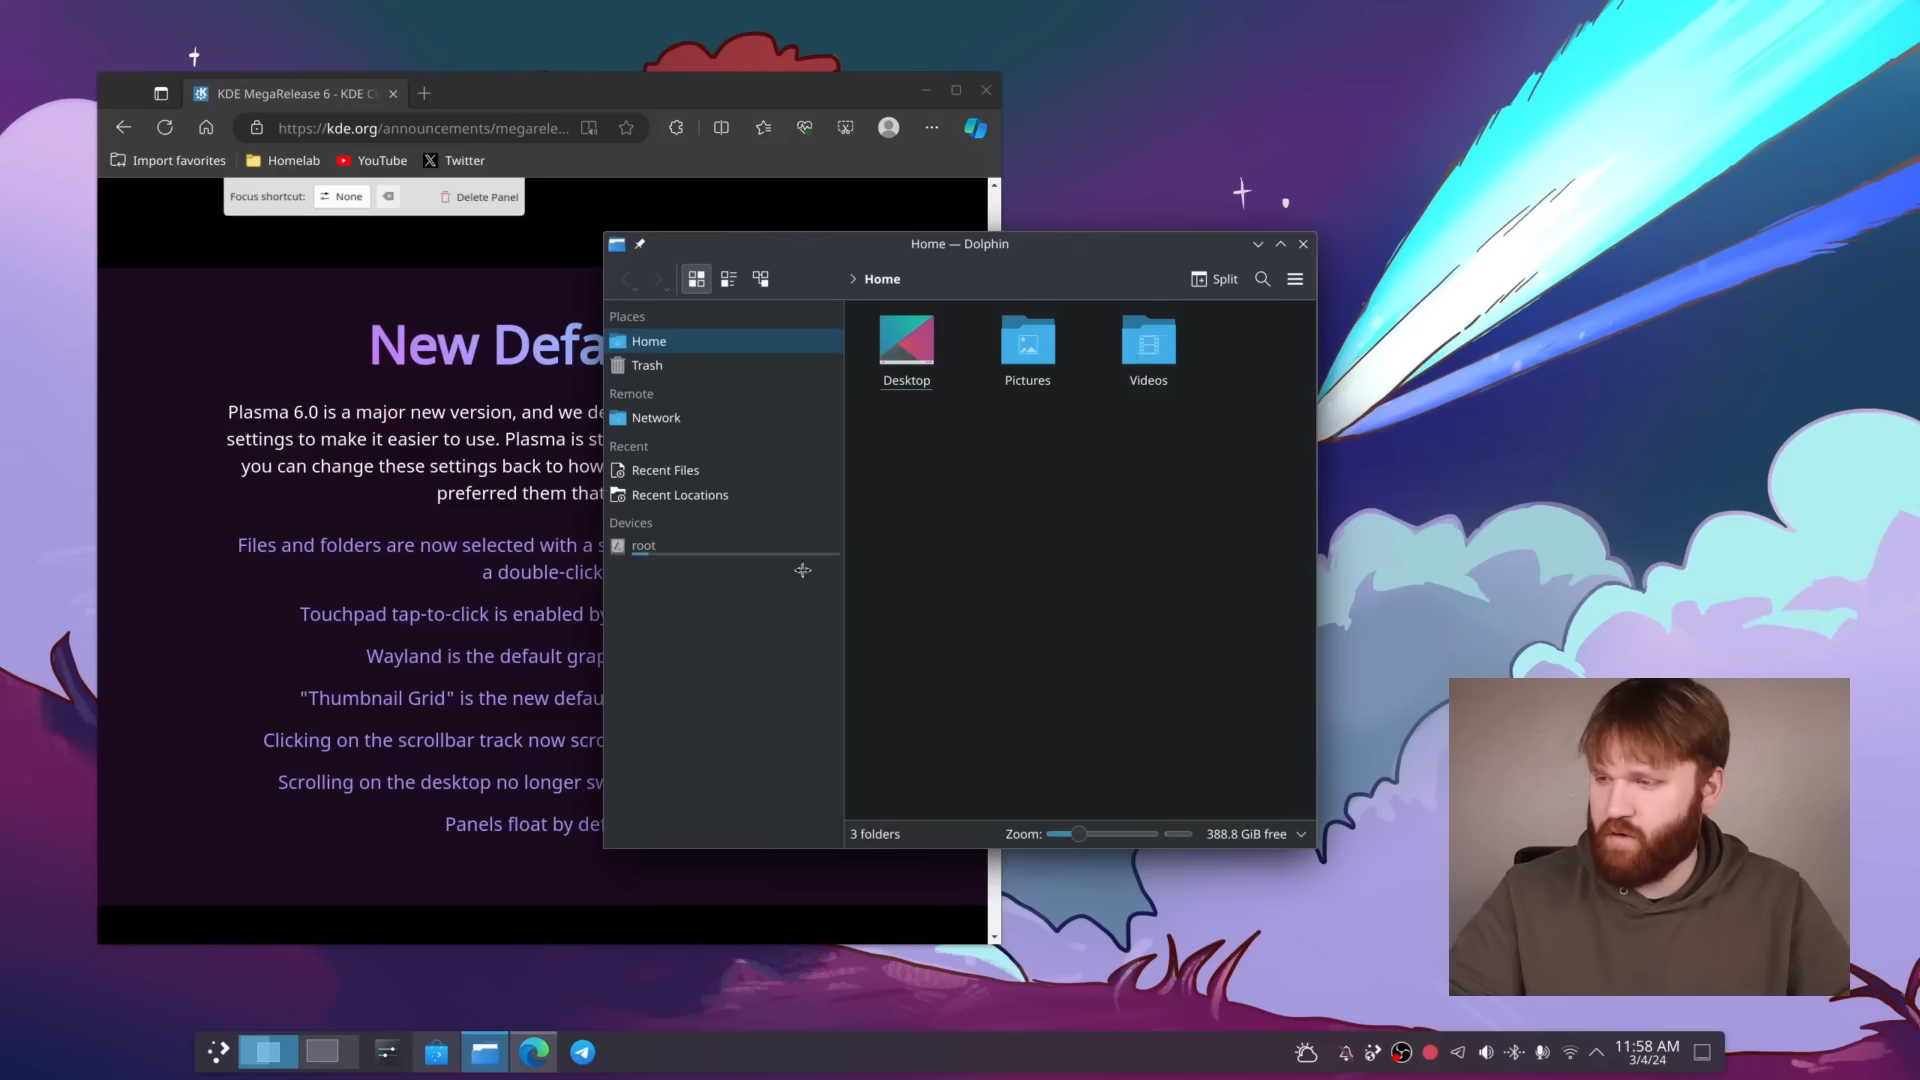 KDE MegaRelease 6 - KDE C
https://kde.org/announcements/megarele...
Import favorites
Homelab
YouTube
Twitter
Focus shortcut:
None
Delete Panel
New Defa
Plasma 6.0 is a major new version, and we de
settings to make it easier to use. Plasma is st
you can change these settings back to how
preferred them that
Files and folders are now selected with a s
a double-click
Touchpad tap-to-click is enabled by
Wayland is the default grap
"Thumbnail Grid" is the new defau
Clicking on the scrollbar track now scro
Scrolling on the desktop no longer sw
Panels float by def
Home — Dolphin
Home
Split
Places
Home
Trash
Remote
Network
Recent
Recent Files
Recent Locations
Devices
root
Desktop
Pictures
Videos
3 folders
Zoom:
388.8 GiB free
11:58 AM
3/4/24